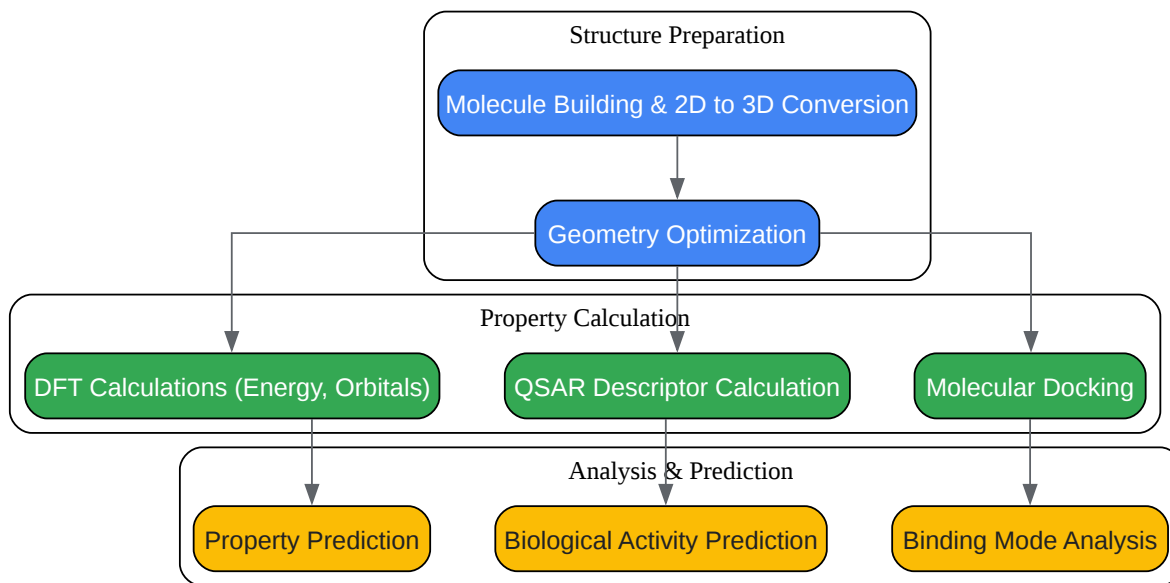 Structure Preparation
Molecule Building & 2D to 3D Conversion
Geometry Optimization
Property Calculation
DFT Calculations (Energy, Orbitals)
QSAR Descriptor Calculation
Molecular Docking
Analysis & Prediction
Property Prediction
Biological Activity Prediction
Binding Mode Analysis